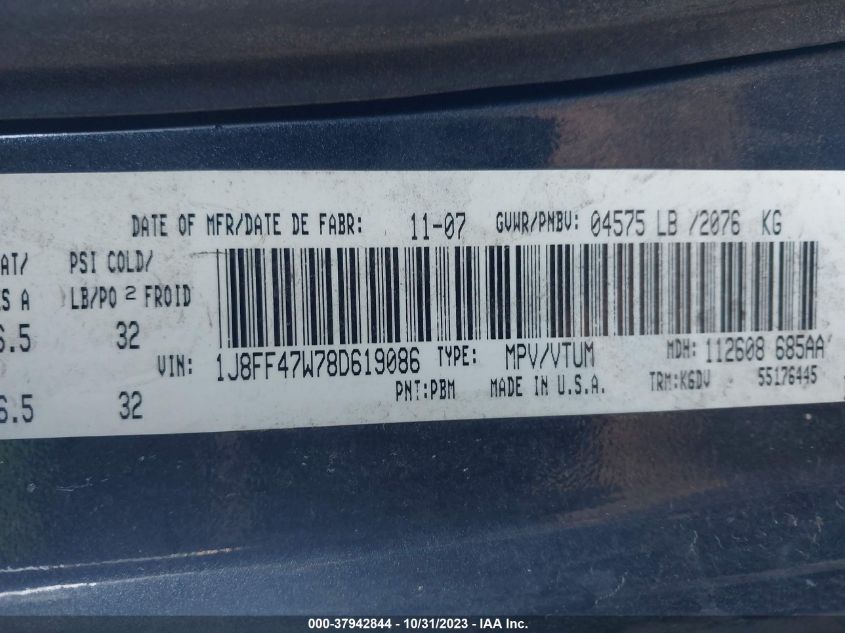 DATE OF MFR/DATE DE FABR: 11-07 GVWR/PNBV: 04575 LB /2076 KG
AT/ PSI COLD/
ES A LB/PO 2 FROID
6.5 32
VIN: 1J8FF47W78D619086 TYPE: MPV/VTUM MDH: 112608 685AA
6.5 32 PNT:PBM MADE IN U.S.A. TRM:K6DV 55176445
000-37942844 | 10/31/2023 | © IAA, Inc.